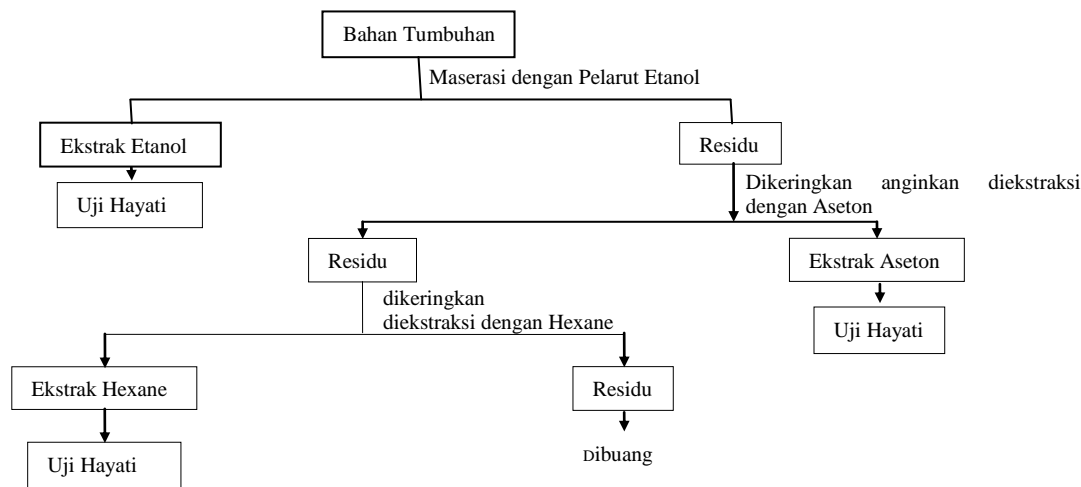 Bahan Tumbuhan
Maserasi dengan Pelarut Etanol
Ekstrak Etanol
Residu
Uji Hayati
Dikeringkan anginkan diekstraksi
dengan Aseton
Residu
Ekstrak Aseton
dikeringkan
diekstraksi dengan Hexane
Uji Hayati
Ekstrak Hexane
Residu
Uji Hayati
Dibuang